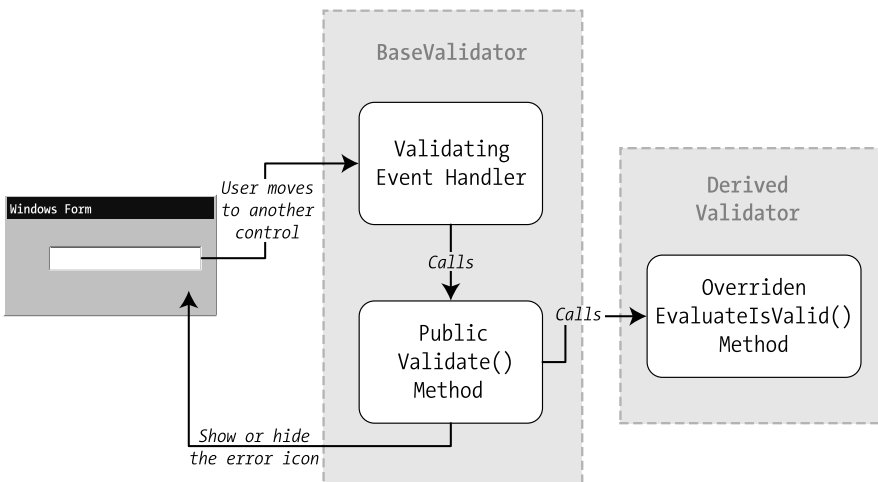 BaseValidator
Validating
Event Handler
Derived
Validator
User moves
to another
control
Windows Form
Calls
Overriden
EvaluateIsValid()
Method
Calls
Public
Validate()
Method
Show or hide
the error icon